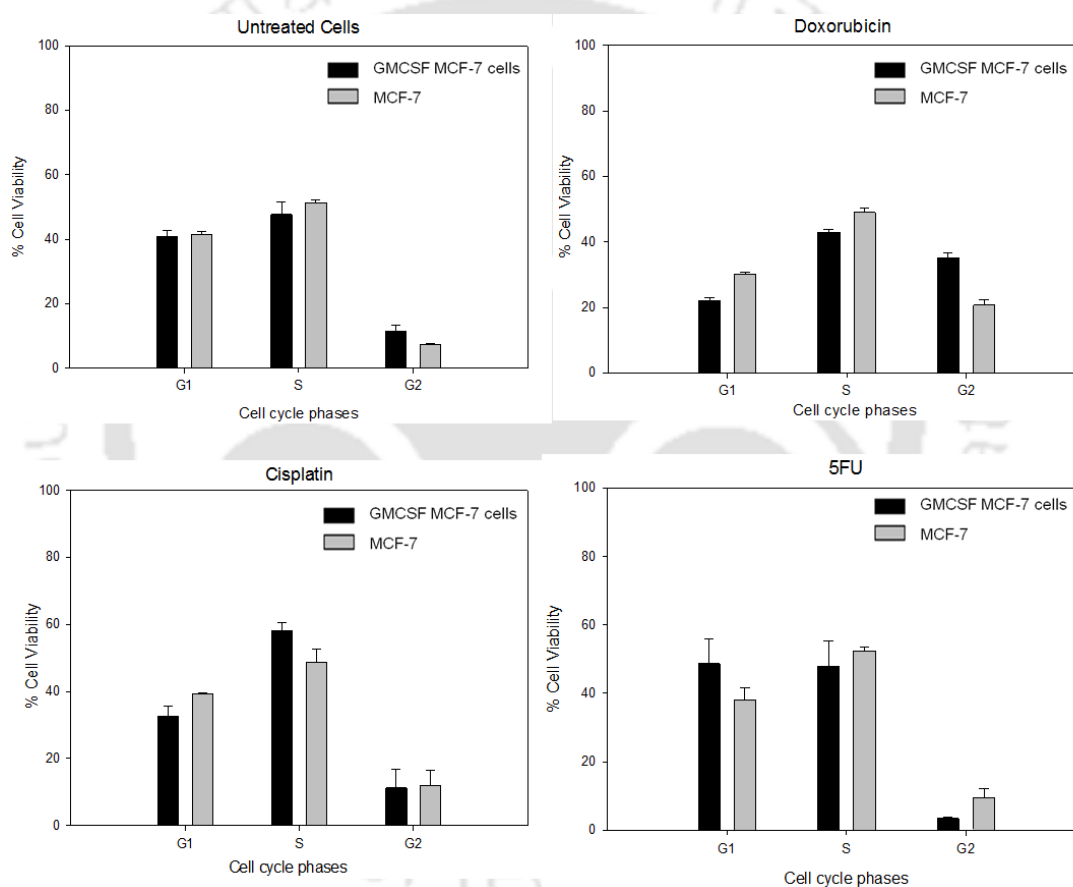 Untreated Cells
100
80
60
40
20
0
% Cell Viability
GMCSF MCF-7 cells
MCF-7
G1 S G2
Cell cycle phases
Doxorubicin
100
80
60
40
20
0
% Cell Viability
GMCSF MCF-7 cells
MCF-7
G1 S G2
Cell cycle phases
Cisplatin
100
80
60
40
20
0
% Cell Viability
GMCSF MCF-7 cells
MCF-7
G1 S G2
Cell cycle phases
5FU
100
80
60
40
20
0
% Cell Viability
GMCSF MCF-7 cells
MCF-7
G1 S G2
Cell cycle phases